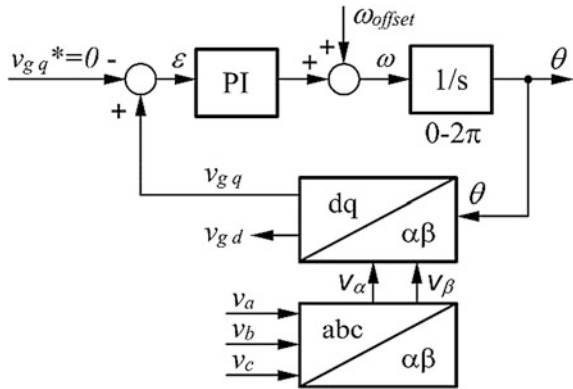 ω_offset
v_gq*=0 - ε PI + + ω 1/s θ
+ 0-2π
v_gq dq θ
v_gd αβ
v_α v_β
v_a abc
v_b
v_c αβ